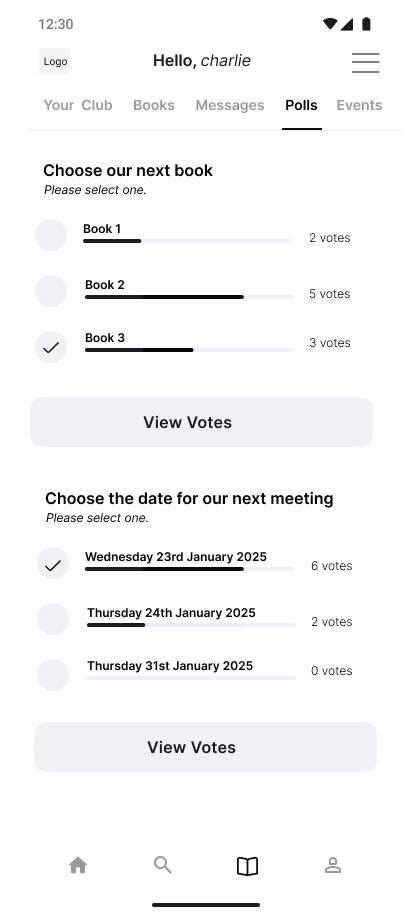 12:30
Logo
Hello, charlie
Your Club Books Messages Polls Events
Choose our next book
Please select one.
Book 1
2 votes
Book 2
5 votes
Book 3
3 votes
View Votes
Choose the date for our next meeting
Please select one.
Wednesday 23rd January 2025
6 votes
Thursday 24th January 2025
2 votes
Thursday 31st January 2025
0 votes
View Votes